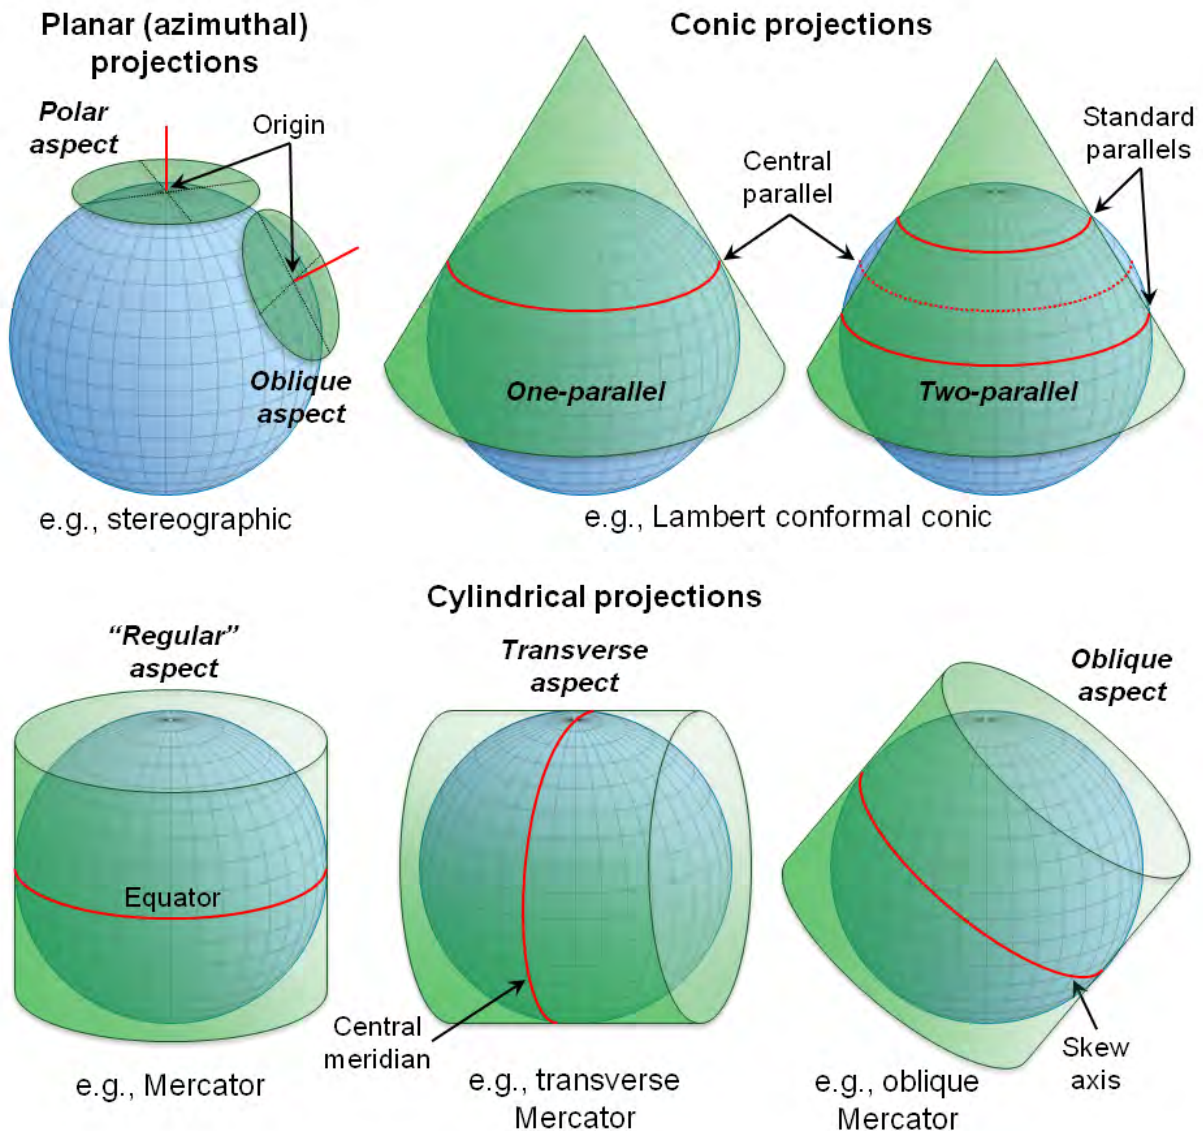 Planar (azimuthal)
projections
Polar
aspect
Origin
Oblique
aspect
e.g., stereographic
Conic projections
Central
parallel
Standard
parallels
One-parallel
Two-parallel
e.g., Lambert conformal conic
Cylindrical projections
“Regular”
aspect
Equator
e.g., Mercator
Transverse
aspect
Central
meridian
e.g., transverse
Mercator
Oblique
aspect
Skew
axis
e.g., oblique
Mercator